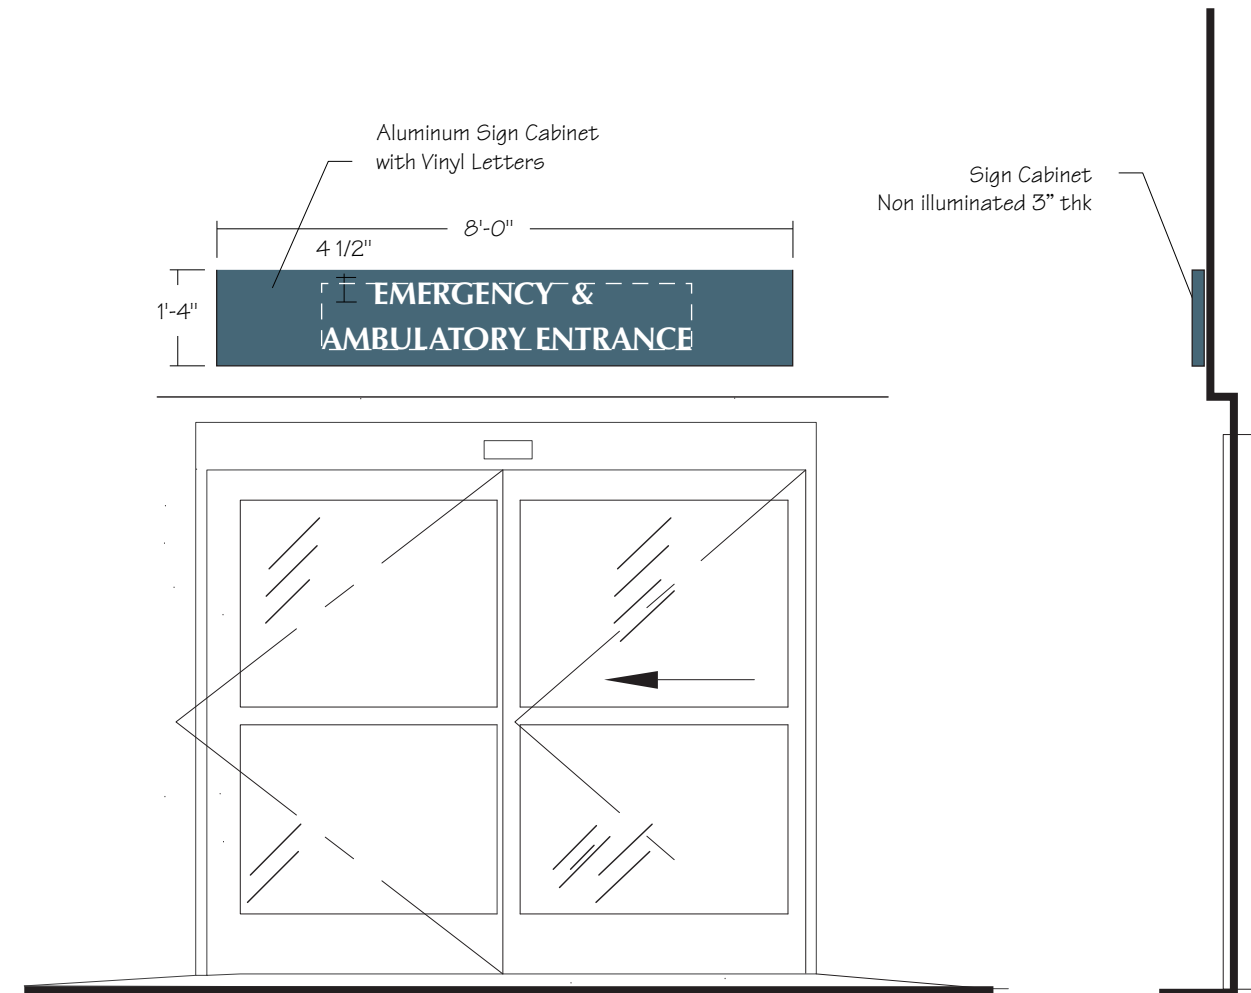 Aluminum Sign Cabinet
with Vinyl Letters
Sign Cabinet
Non illuminated 3” thk
8'-0"
4 1/2"
1'-4"
EMERGENCY &
AMBULATORY ENTRANCE